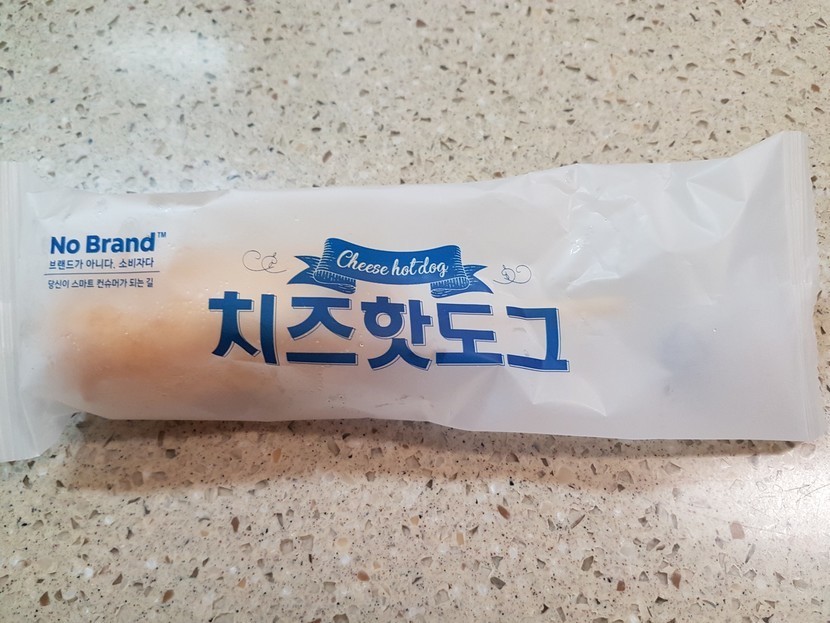 No Brand™
브랜드가 아니다. 소비자다
당신이 스마트 컨슈머가 되는 길
Cheese hot dog
치즈핫도그